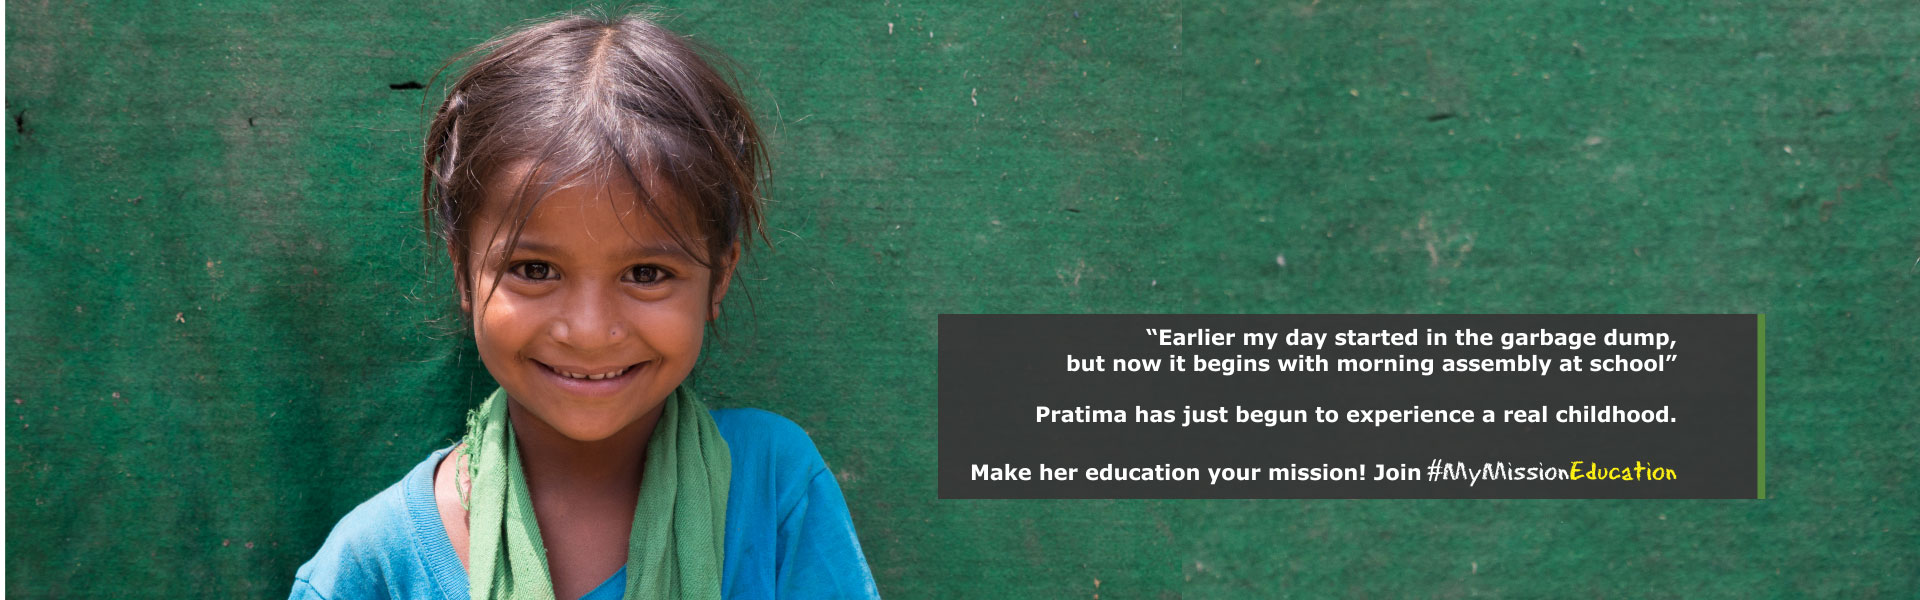 “Earlier my day started in the garbage dump,
but now it begins with morning assembly at school”
Pratima has just begun to experience a real childhood.
Make her education your mission! Join #MyMissionEducation